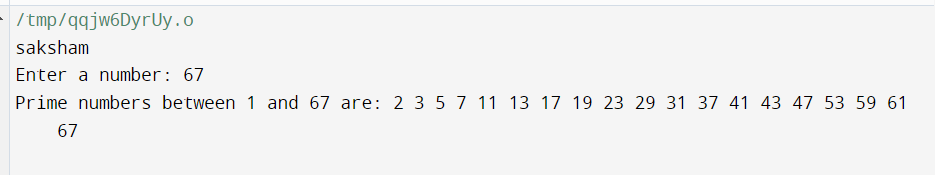 /tmp/qqjw6DyrUy.o
saksham
Enter a number: 67
Prime numbers between 1 and 67 are: 2 3 5 7 11 13 17 19 23 29 31 37 41 43 47 53 59 61
67